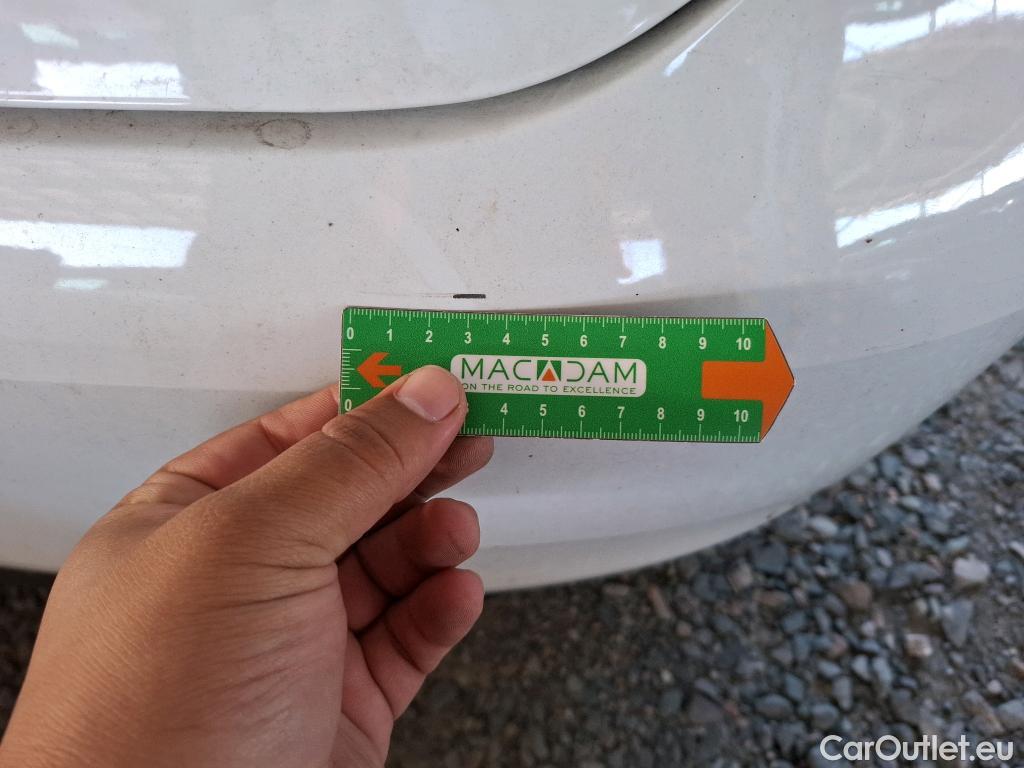 0 1 2 3 4 5 6 7 8 9 10
MACADAM
ON THE ROAD TO EXCELLENCE
0 4 5 6 7 8 9 10
CarOutlet.eu